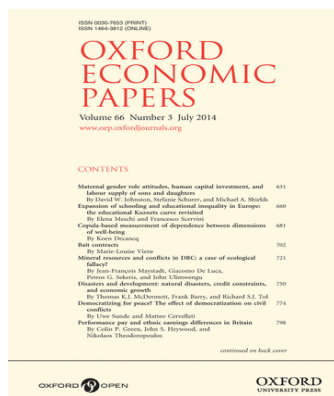 ISSN 0030-7653 (PRINT)
ISSN 1464-3812 (ONLINE)
OXFORD
ECONOMIC
PAPERS
Volume 66 Number 3 July 2014
www.oep.oxfordjournals.org
CONTENTS
Maternal gender role attitudes, human capital investment, and 631
labour supply of sons and daughters
By David W. Johnston, Stefanie Schurer, and Michael A. Shields
Expansion of schooling and educational inequality in Europe: 660
the educational Kuznets curve revisited
By Elena Meschi and Francesco Scervini
Copula-based measurement of dependence between dimensions 681
of well-being
By Koen Decancq
Bait contracts 702
By Marie-Louise Vierø
Mineral resources and conflicts in DRC: a case of ecological 721
fallacy?
By Jean-François Maystadt, Giacomo De Luca,
Petros G. Sekeris, and John Ulimwengu
Disasters and development: natural disasters, credit constraints, 750
and economic growth
By Thomas K.J. McDermott, Frank Barry, and Richard S.J. Tol
Democratizing for peace? The effect of democratization on civil 774
conflicts
By Uwe Sunde and Matteo Cervellati
Performance pay and ethnic earnings differences in Britain 798
By Colin P. Green, John S. Heywood, and
Nikolaos Theodoropoulos
continued on back cover
OXFORD OPEN
OXFORD
UNIVERSITY PRESS